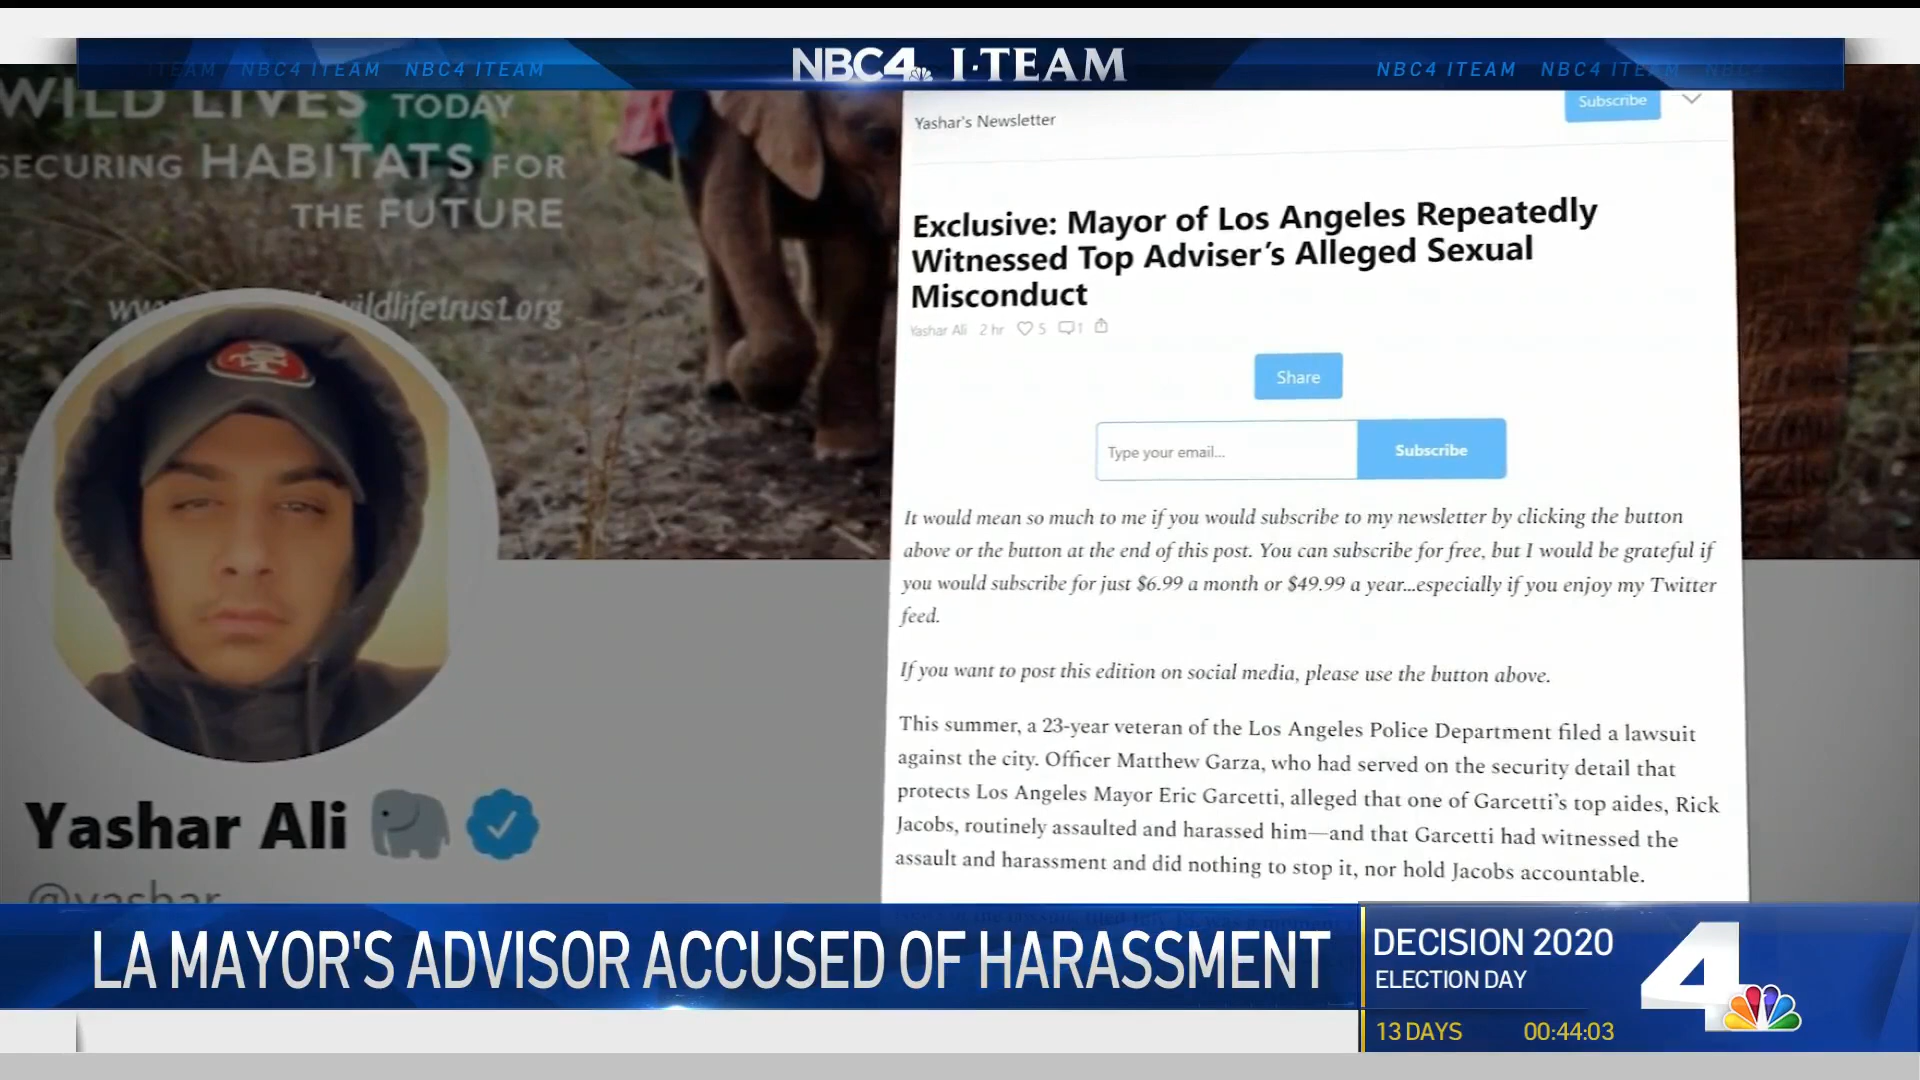 ITEAM NBC4 ITEAM NBC4 ITEAM
NBC4 I·TEAM
NBC4 ITEAM NBC4 ITEAM
WILD LIVES TODAY
SECURING HABITATS FOR
THE FUTURE
wildlifetrust.org
Yashar Ali
@yashar
Yashar's Newsletter
Subscribe
Exclusive: Mayor of Los Angeles Repeatedly
Witnessed Top Adviser's Alleged Sexual
Misconduct
Yashar Ali 2 hr 5 1
Share
Type your email...
Subscribe
It would mean so much to me if you would subscribe to my newsletter by clicking the button
above or the button at the end of this post. You can subscribe for free, but I would be grateful if
you would subscribe for just $6.99 a month or $49.99 a year...especially if you enjoy my Twitter
feed.
If you want to post this edition on social media, please use the button above.
This summer, a 23-year veteran of the Los Angeles Police Department filed a lawsuit
against the city. Officer Matthew Garza, who had served on the security detail that
protects Los Angeles Mayor Eric Garcetti, alleged that one of Garcetti's top aides, Rick
Jacobs, routinely assaulted and harassed him—and that Garcetti had witnessed the
assault and harassment and did nothing to stop it, nor hold Jacobs accountable.
LA MAYOR'S ADVISOR ACCUSED OF HARASSMENT
DECISION 2020
ELECTION DAY
13 DAYS 00:44:03
4